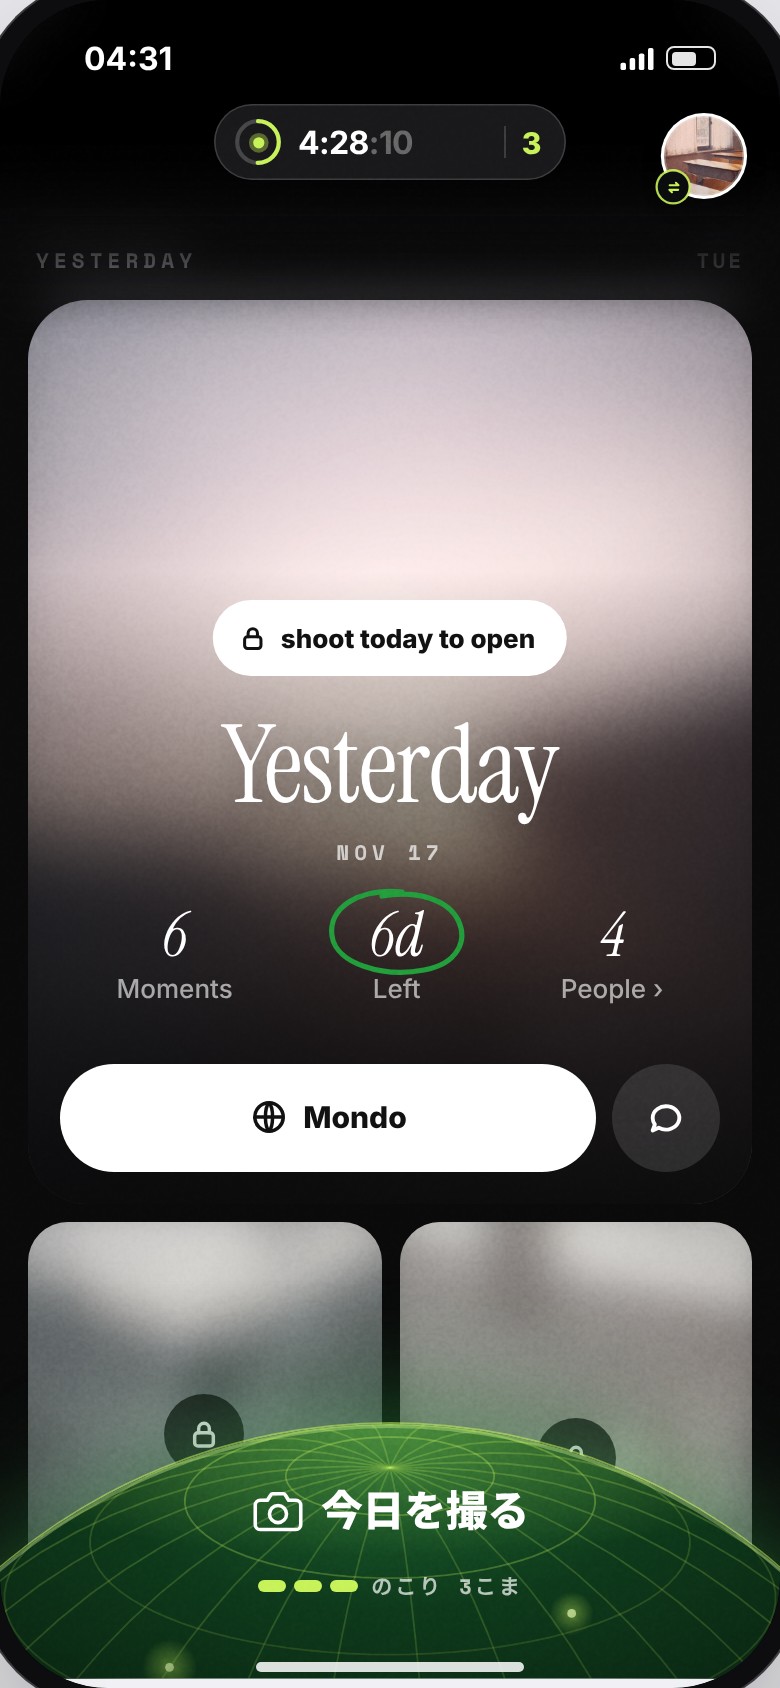 04:31
4:28:10 3
YESTERDAY TUE
shoot today to open
Yesterday
NOV 17
6 6d 4
Moments Left People ›
Mondo
今日を撮る
のこり 3こま